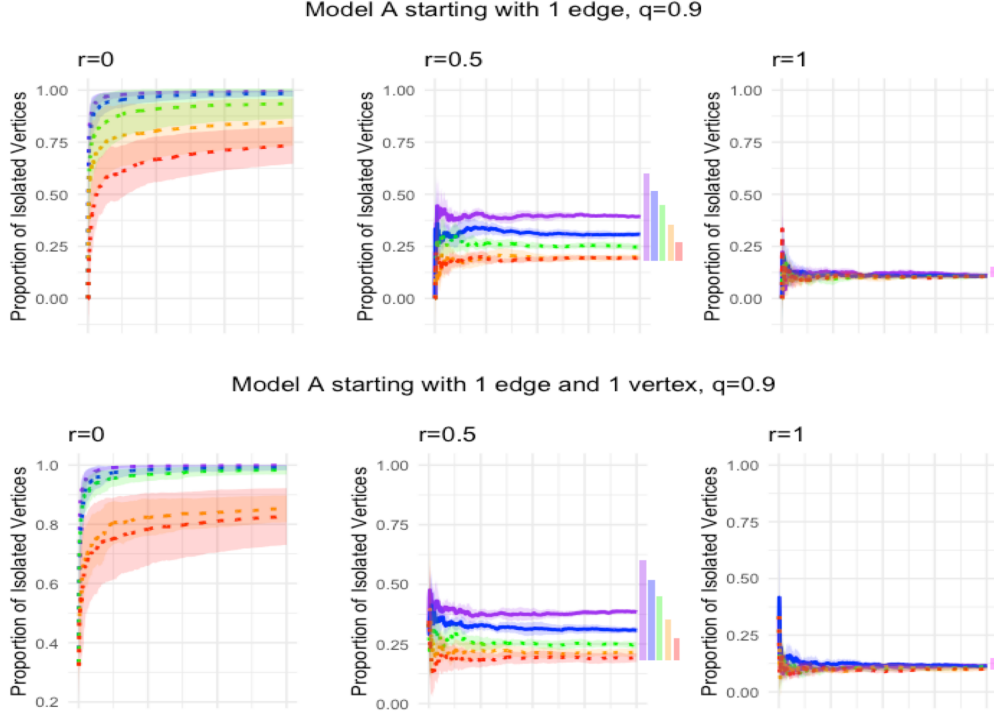 Model A starting with 1 edge, q=0.9
r=0
r=0.5
r=1
Proportion of Isolated Vertices
1.00
0.75
0.50
0.25
0.00
Proportion of Isolated Vertices
1.00
0.75
0.50
0.25
0.00
Proportion of Isolated Vertices
1.00
0.75
0.50
0.25
0.00
Model A starting with 1 edge and 1 vertex, q=0.9
r=0
r=0.5
r=1
Proportion of Isolated Vertices
1.0
0.8
0.6
0.4
0.2
Proportion of Isolated Vertices
1.00
0.75
0.50
0.25
0.00
Proportion of Isolated Vertices
1.00
0.75
0.50
0.25
0.00